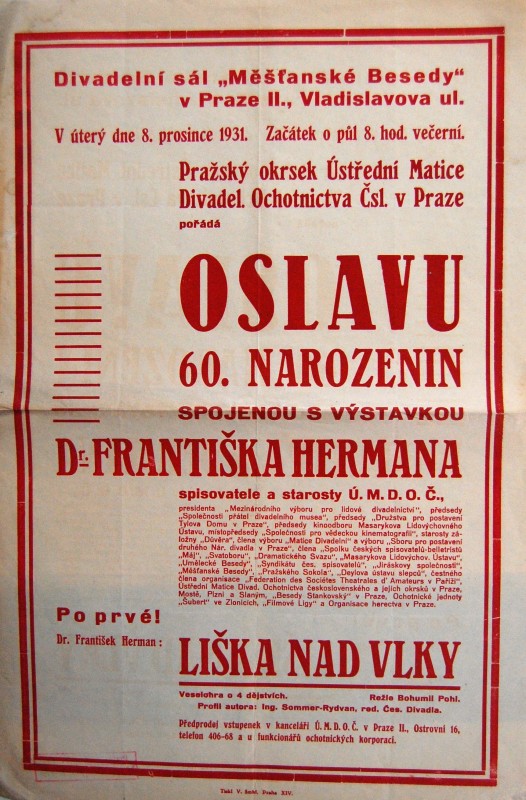 Divadelní sál „Měšťanské Besedy"
v Praze II., Vladislavova ul.
V úterý dne 8. prosince 1931. Začátek o půl 8. hod. večerní.
Pražský okrsek Ústřední Matice
Divadel. Ochotnictva Čsl. v Praze
pořádá
OSLAVU
60. NAROZENIN
SPOJENOU S VÝSTAVKOU
Dr. FRANTIŠKA HERMANA
spisovatele a starosty Ú. M. D. O. Č.,
presidenta „Mezinárodního výboru pro lidové divadelnictví", předsedy
„Společnosti přátel divadelního musea", předsedy „Družstva pro postavení
Tylova Domu v Praze", předsedy kinoodboru Masarykova Lidovýchovného
Ústavu, místopředsedy „Společnosti pro vědeckou kinematografii", starosty záložny
„Důvěra", člena výboru „Matice Divadelní" a výboru „Sboru pro postavení
druhého Nár. divadla v Praze", člena „Spolku českých spisovatelů-belletristů
„Máj", „Svatoboru", „Dramatického Svazu", „Masarykov. Lidovýchov. Ústavu",
„Umělecké Besedy", „Syndikátu čes. spisovatelů", „Jiráskovy společnosti",
„Měšťanské Besedy", „Pražského Sokola", „Deylova ústavu slepců", čestného
člena organisace „Federation des Sociétes Theatrales d' Amateurs v Paříži",
Ústřední Matice Divad. Ochotnictva československého a jejích okrsků v Praze,
Mostě, Plzni a Slaným, „Besedy Stankovský" v Praze, Ochotnické jednoty
„Šubert" ve Zlonicích, „Filmové Ligy" a Organisace herectva v Praze.
Po prvé!
Dr. František Herman:
LIŠKA NAD VLKY
Veselohra o 4 dějstvích. Režie Bohumil Pohl.
Profil autora: Ing. Sommer-Rydvan, red. Čes. Divadla.
Předprodej vstupenek v kanceláři Ú. M. D. O. Č. v Praze II., Ostrovní 16,
telefon 406-68 a u funkcionářů ochotnických korporací.
Tiskl V. Praha XIV.